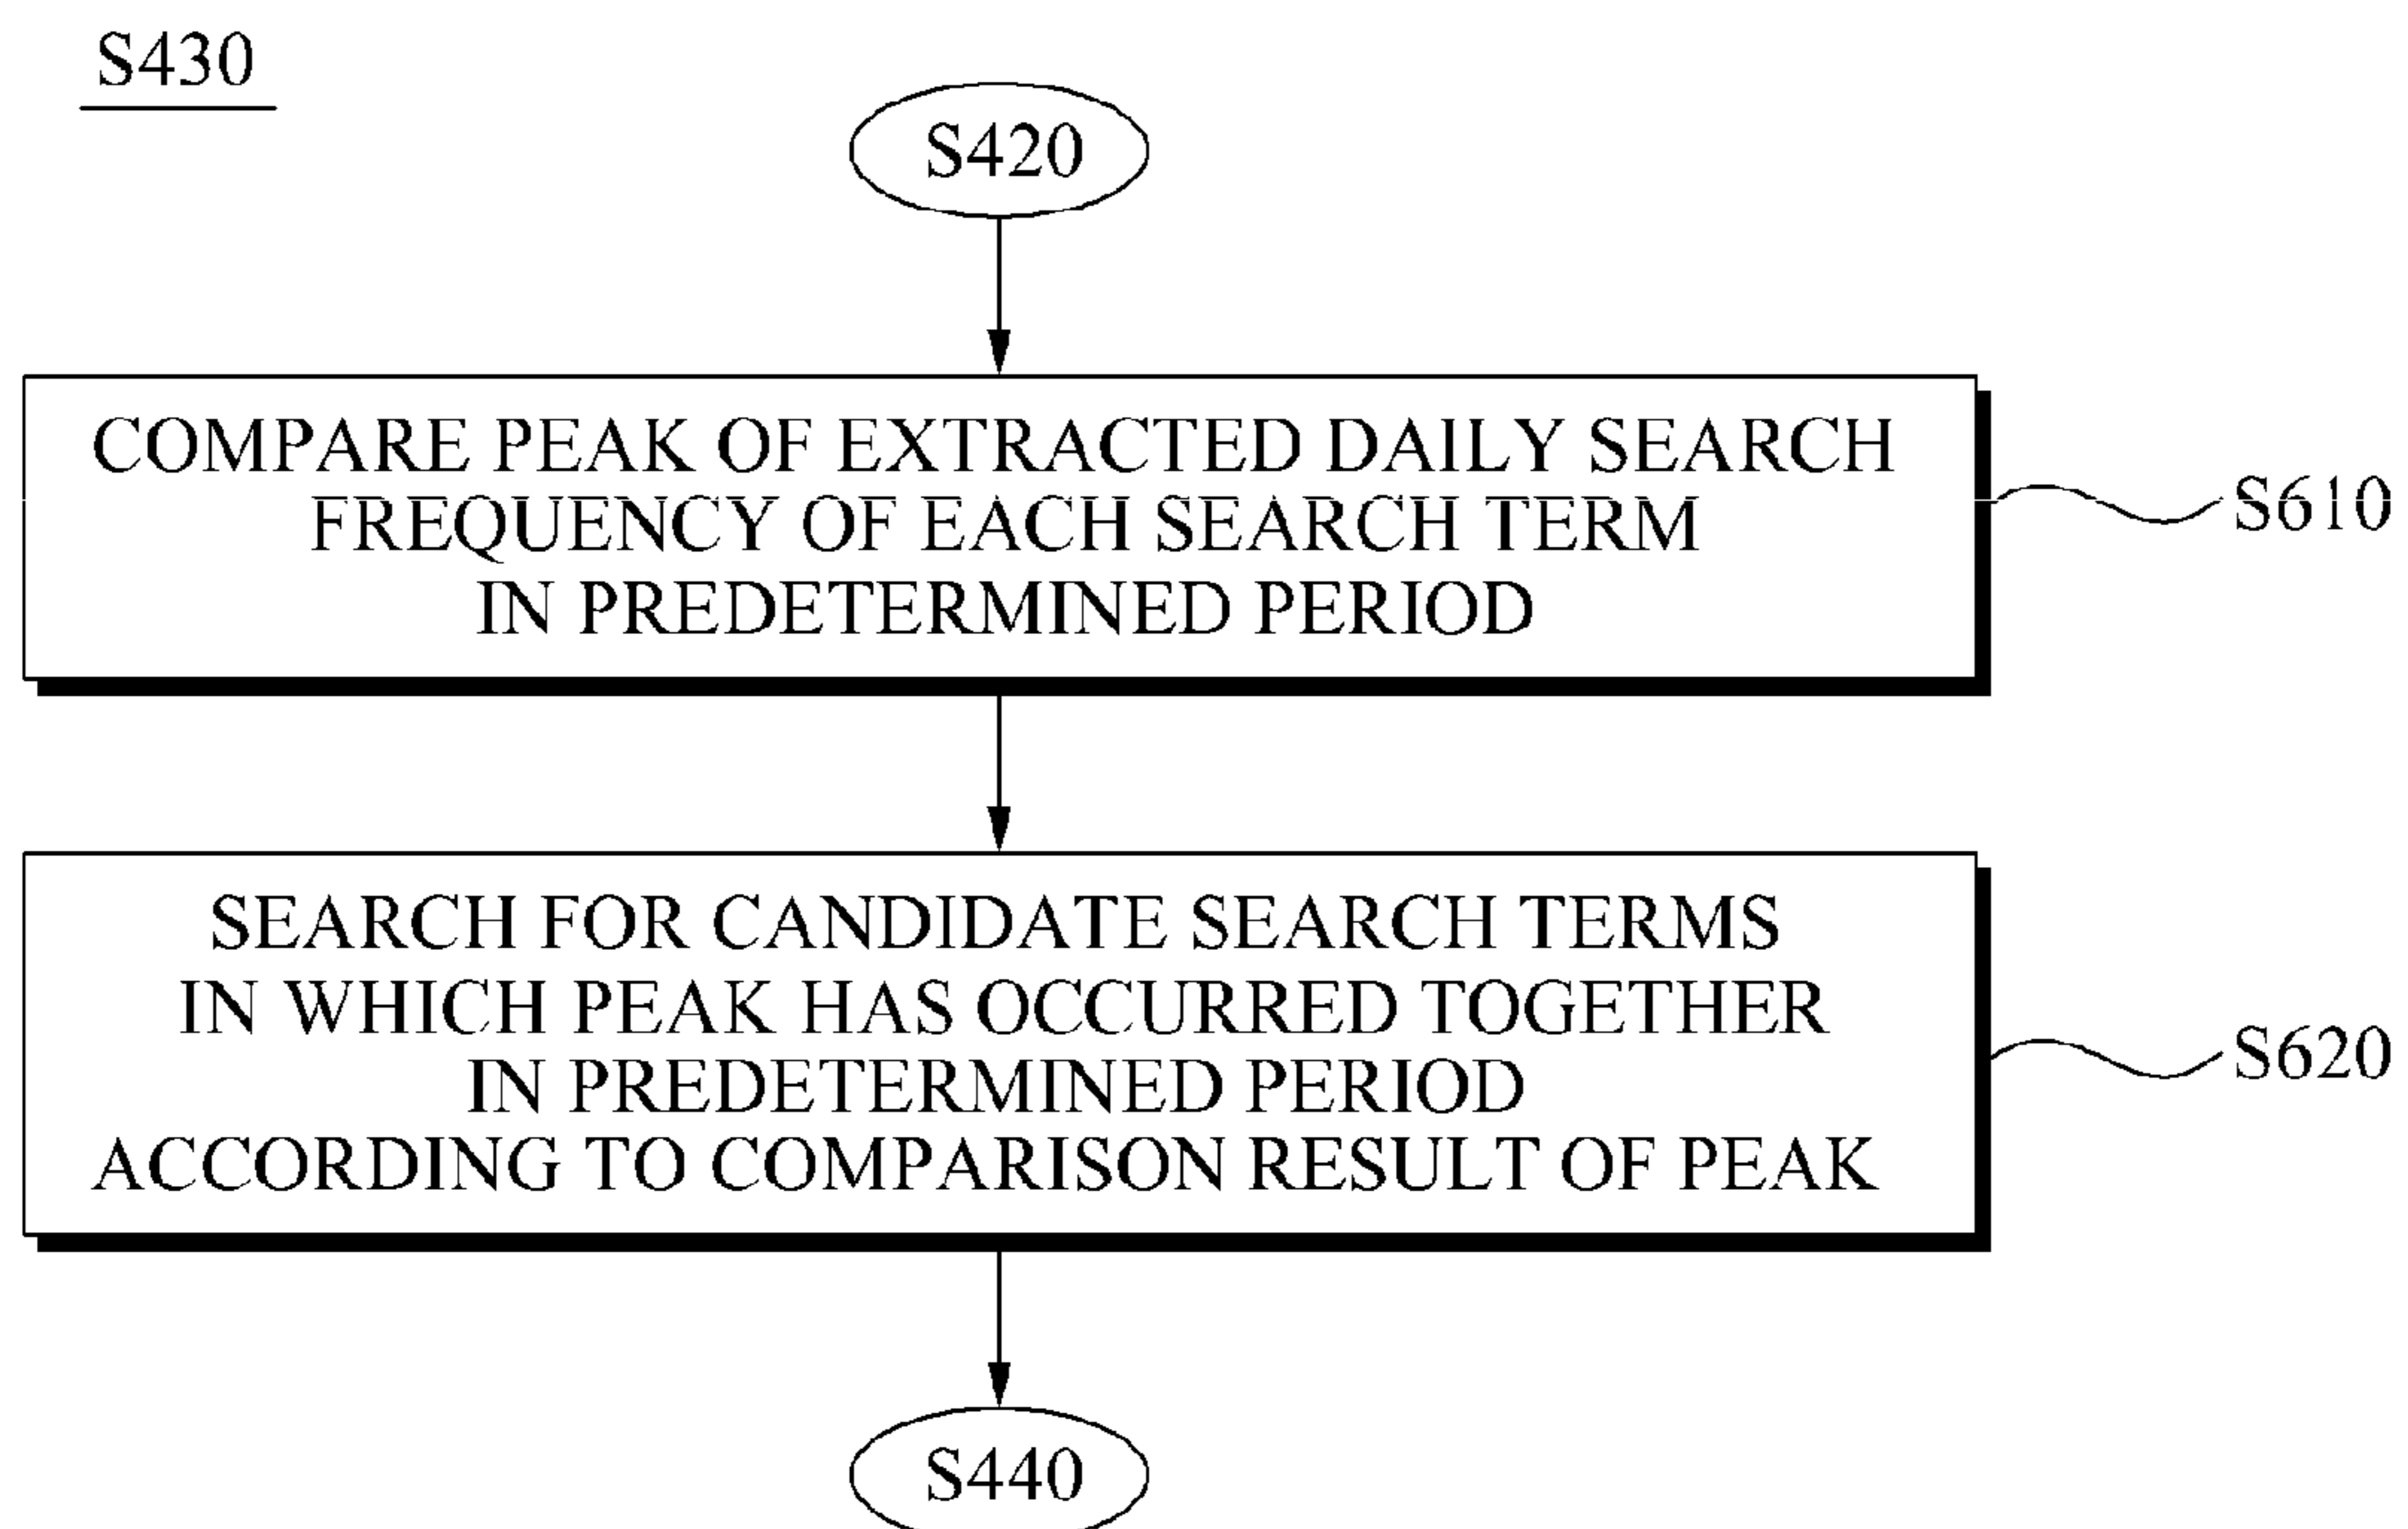 S430
S420
COMPARE PEAK OF EXTRACTED DAILY SEARCH
FREQUENCY OF EACH SEARCH TERM
IN PREDETERMINED PERIOD
S610
SEARCH FOR CANDIDATE SEARCH TERMS
IN WHICH PEAK HAS OCCURRED TOGETHER
IN PREDETERMINED PERIOD
ACCORDING TO COMPARISON RESULT OF PEAK
S620
S440